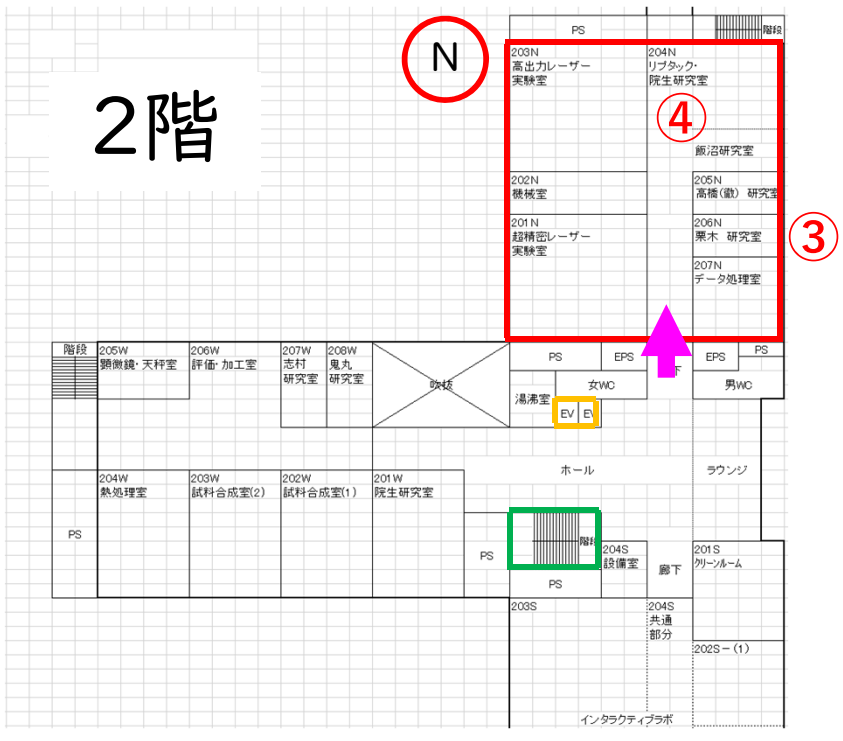 PS
階段
N
203N
高出力レーザー
実験室
204N
リブタック・
院生研究室
2階
④
飯沼研究室
202N
機械室
205N
高橋(徹) 研究室
201N
超精密レーザー
実験室
206N
栗木 研究室
③
207N
データ処理室
階段
205W
顕微鏡・天秤室
206W
評価・加工室
207W
志村
研究室
208W
鬼丸
研究室
吹抜
PS
EPS
下
EPS
PS
湯沸室
女WC
男WC
EV
EV
ホール
ラウンジ
204W
熱処理室
203W
試料合成室(2)
202W
試料合成室(1)
201W
院生研究室
PS
PS
階段
204S
設備室
廊下
201S
クリーンルーム
PS
203S
204S
共通
部分
202S-(1)
インタラクティブラボ